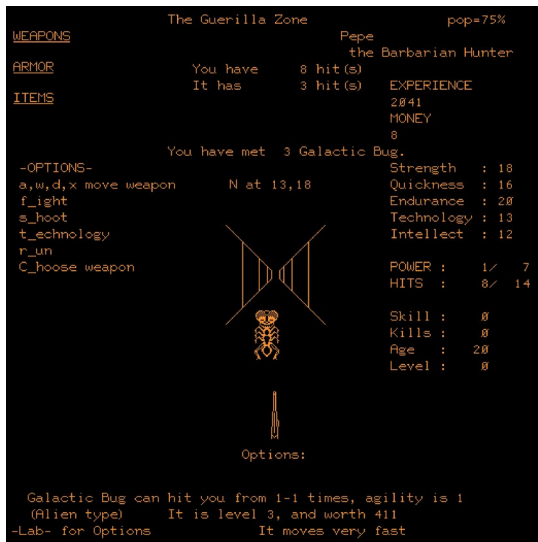 The Guerilla Zone pop=75%
WEAPONS Pepe
the Barbarian Hunter
ARMOR You have 8 hit(s)
It has 3 hit(s) EXPERIENCE
ITEMS 2041
MONEY
8
You have met 3 Galactic Bug.
-OPTIONS- Strength : 18
a,w,d,x move weapon N at 13,18 Quickness : 16
f_ight Endurance : 20
s_hoot Technology : 13
t_echnology Intellect : 12
r_un
C_hoose weapon POWER : 1/ 7
HITS : 8/ 14
Skill : 0
Kills : 0
Age : 20
Level : 0
Options:
Galactic Bug can hit you from 1-1 times, agility is 1
(Alien type) It is level 3, and worth 411
-Lab- for Options It moves very fast